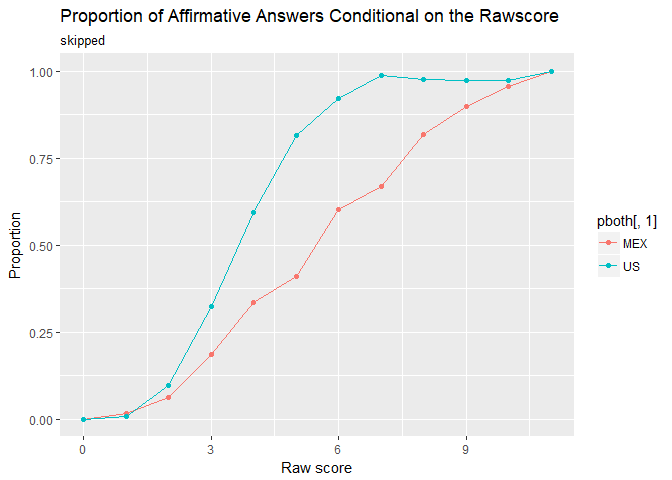 Proportion of Affirmative Answers Conditional on the Rawscore
skipped
1.00
0.75
0.50
0.25
0.00
Proportion
0 3 6 9
Raw score
pboth[, 1]
MEX
US